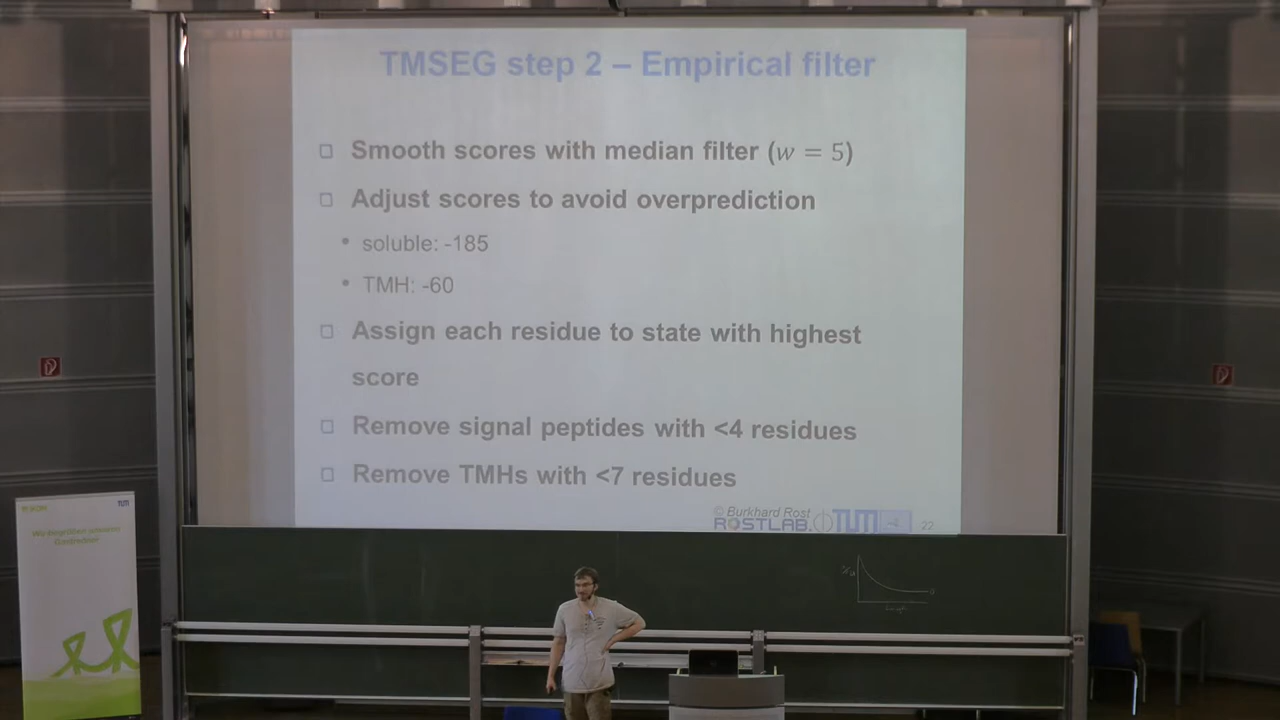 TMSEG step 2 – Empirical filter
Smooth scores with median filter (w = 5)
Adjust scores to avoid overprediction
soluble: -185
TMH: -60
Assign each residue to state with highest
score
Remove signal peptides with <4 residues
Remove TMHs with <7 residues
© Burkhard Rost
ROSTLAB.
TUM
22
TUM